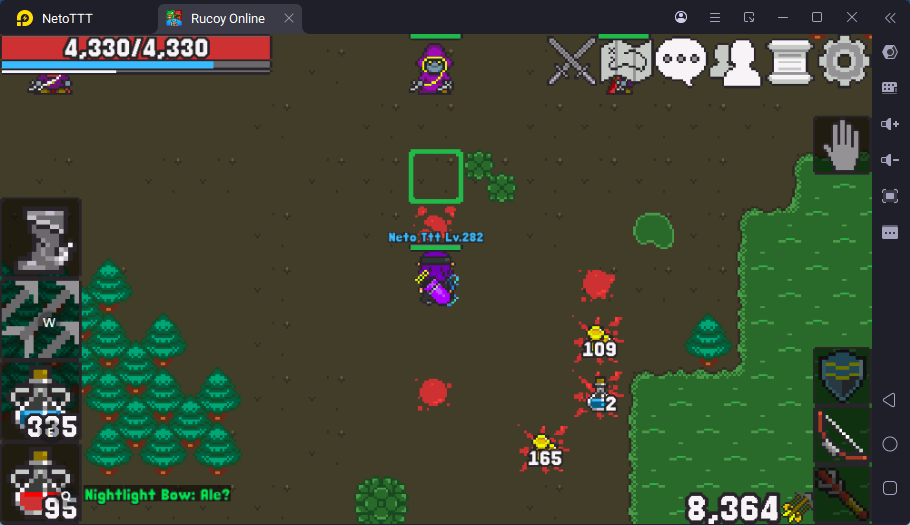 NetoTTT
Rucoy Online
4,330/4,330
Neto Ttt Lv.282
W
109
2
335
E
165
95
Nightlight Bow: Ale?
8,364